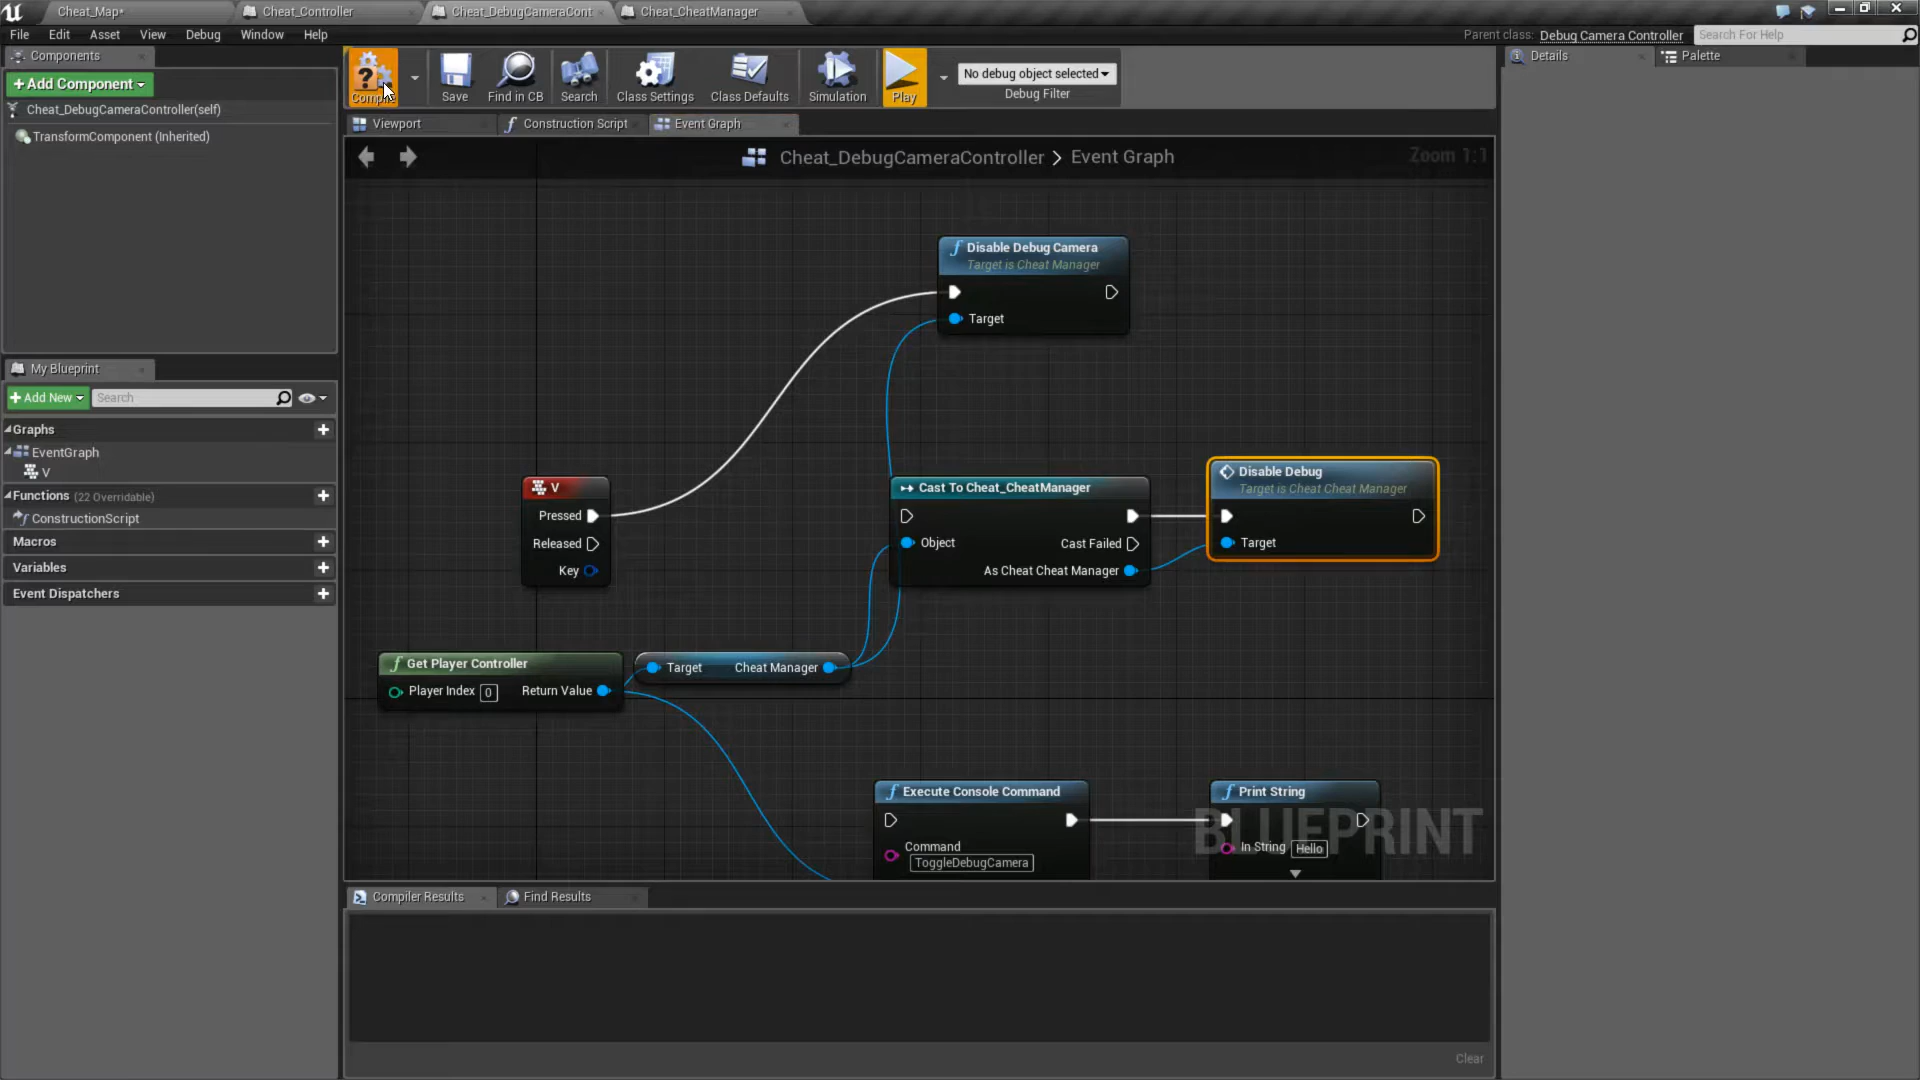 Cheat_Map*
Cheat_Controller
Cheat_DebugCameraCont
Cheat_CheatManager
File
Edit
Asset
View
Debug
Window
Help
Parent class:
Debug Camera Controller
Search For Help
Components
+Add Component
Cheat_DebugCameraController(self)
TransformComponent (Inherited)
Compile
Save
Find in CB
Search
Class Settings
Class Defaults
Simulation
Play
No debug object selected
Debug Filter
Details
Palette
Viewport
Construction Script
Event Graph
Cheat_DebugCameraController > Event Graph
Zoom 1:1
My Blueprint
+Add New
Search
Graphs
EventGraph
V
Functions (22 Overridable)
ConstructionScript
Macros
Variables
Event Dispatchers
Disable Debug Camera
Target is Cheat Manager
Target
V
Pressed
Released
Key
Cast To Cheat_CheatManager
Object
Cast Failed
As Cheat Cheat Manager
Disable Debug
Target is Cheat Cheat Manager
Target
Get Player Controller
Player Index 0
Return Value
Target
Cheat Manager
Execute Console Command
Command
ToggleDebugCamera
Print String
In String Hello
BLUEPRINT
Compiler Results
Find Results
Clear